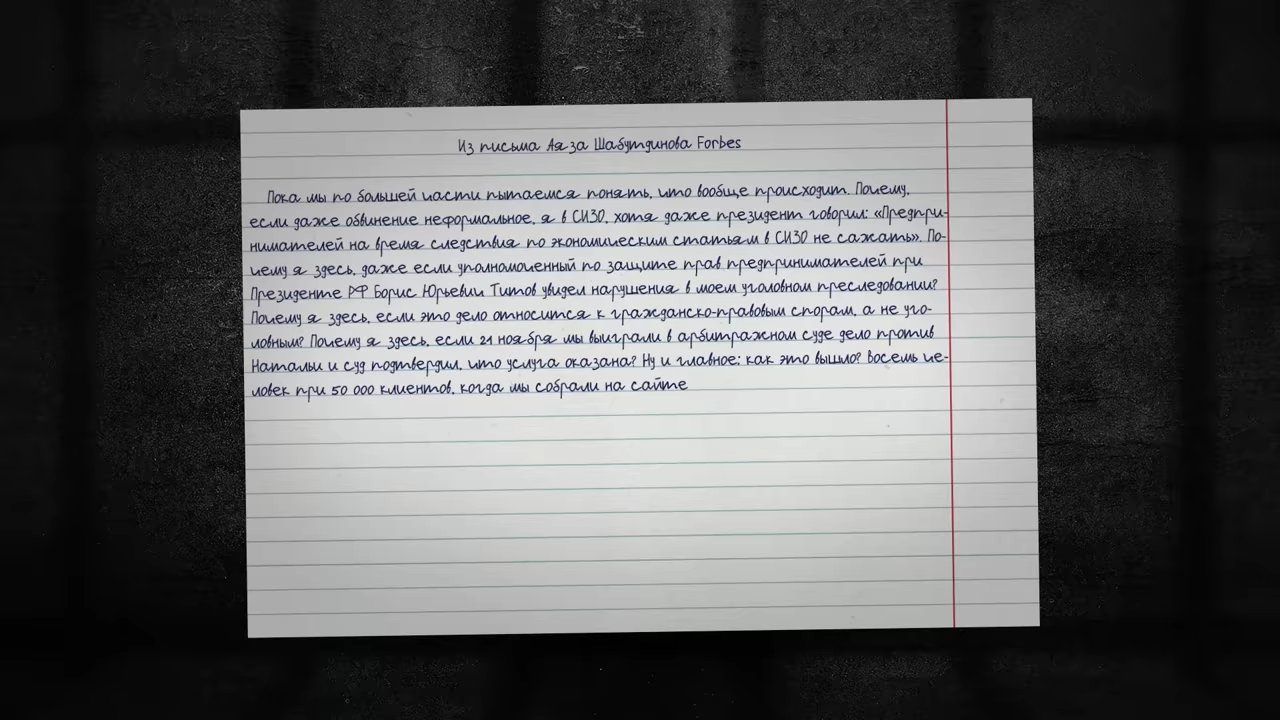 Из письма Аяза Шабутдинова Forbes
Пока мы по большей части пытаемся понять, что вообще происходит. Почему,
если даже обвинение неформальное, я в СИЗО, хотя даже президент говорил: «Предпри-
нимателей на время следствия по экономическим статьям в СИЗО не сажать». По-
чему я здесь, даже если уполномоченный по защите прав предпринимателей при
Президенте РФ Борис Юрьевич Титов увидел нарушения в моем уголовном преследовании?
Почему я здесь, если это дело относится к гражданско-правовым спорам, а не уго-
ловным? Почему я здесь, если 21 ноября мы выиграли в арбитражном суде дело против
Натальи и суд подтвердил, что услуга оказана? Ну и главное: как это вышло? Восемь че-
ловек при 50 000 клиентов, когда мы собрали на сайте